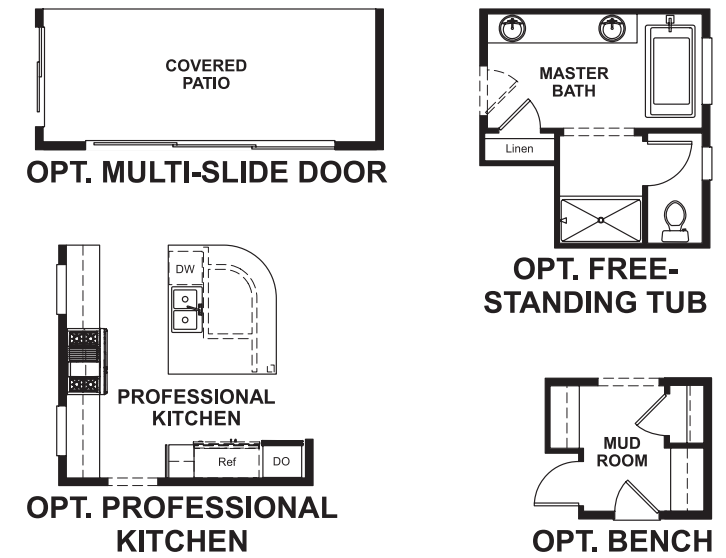 COVERED
PATIO
OPT. MULTI-SLIDE DOOR
MASTER
BATH
Linen
OPT. FREE-
STANDING TUB
DW
PROFESSIONAL
KITCHEN
Ref
DO
OPT. PROFESSIONAL
KITCHEN
MUD
ROOM
OPT. BENCH